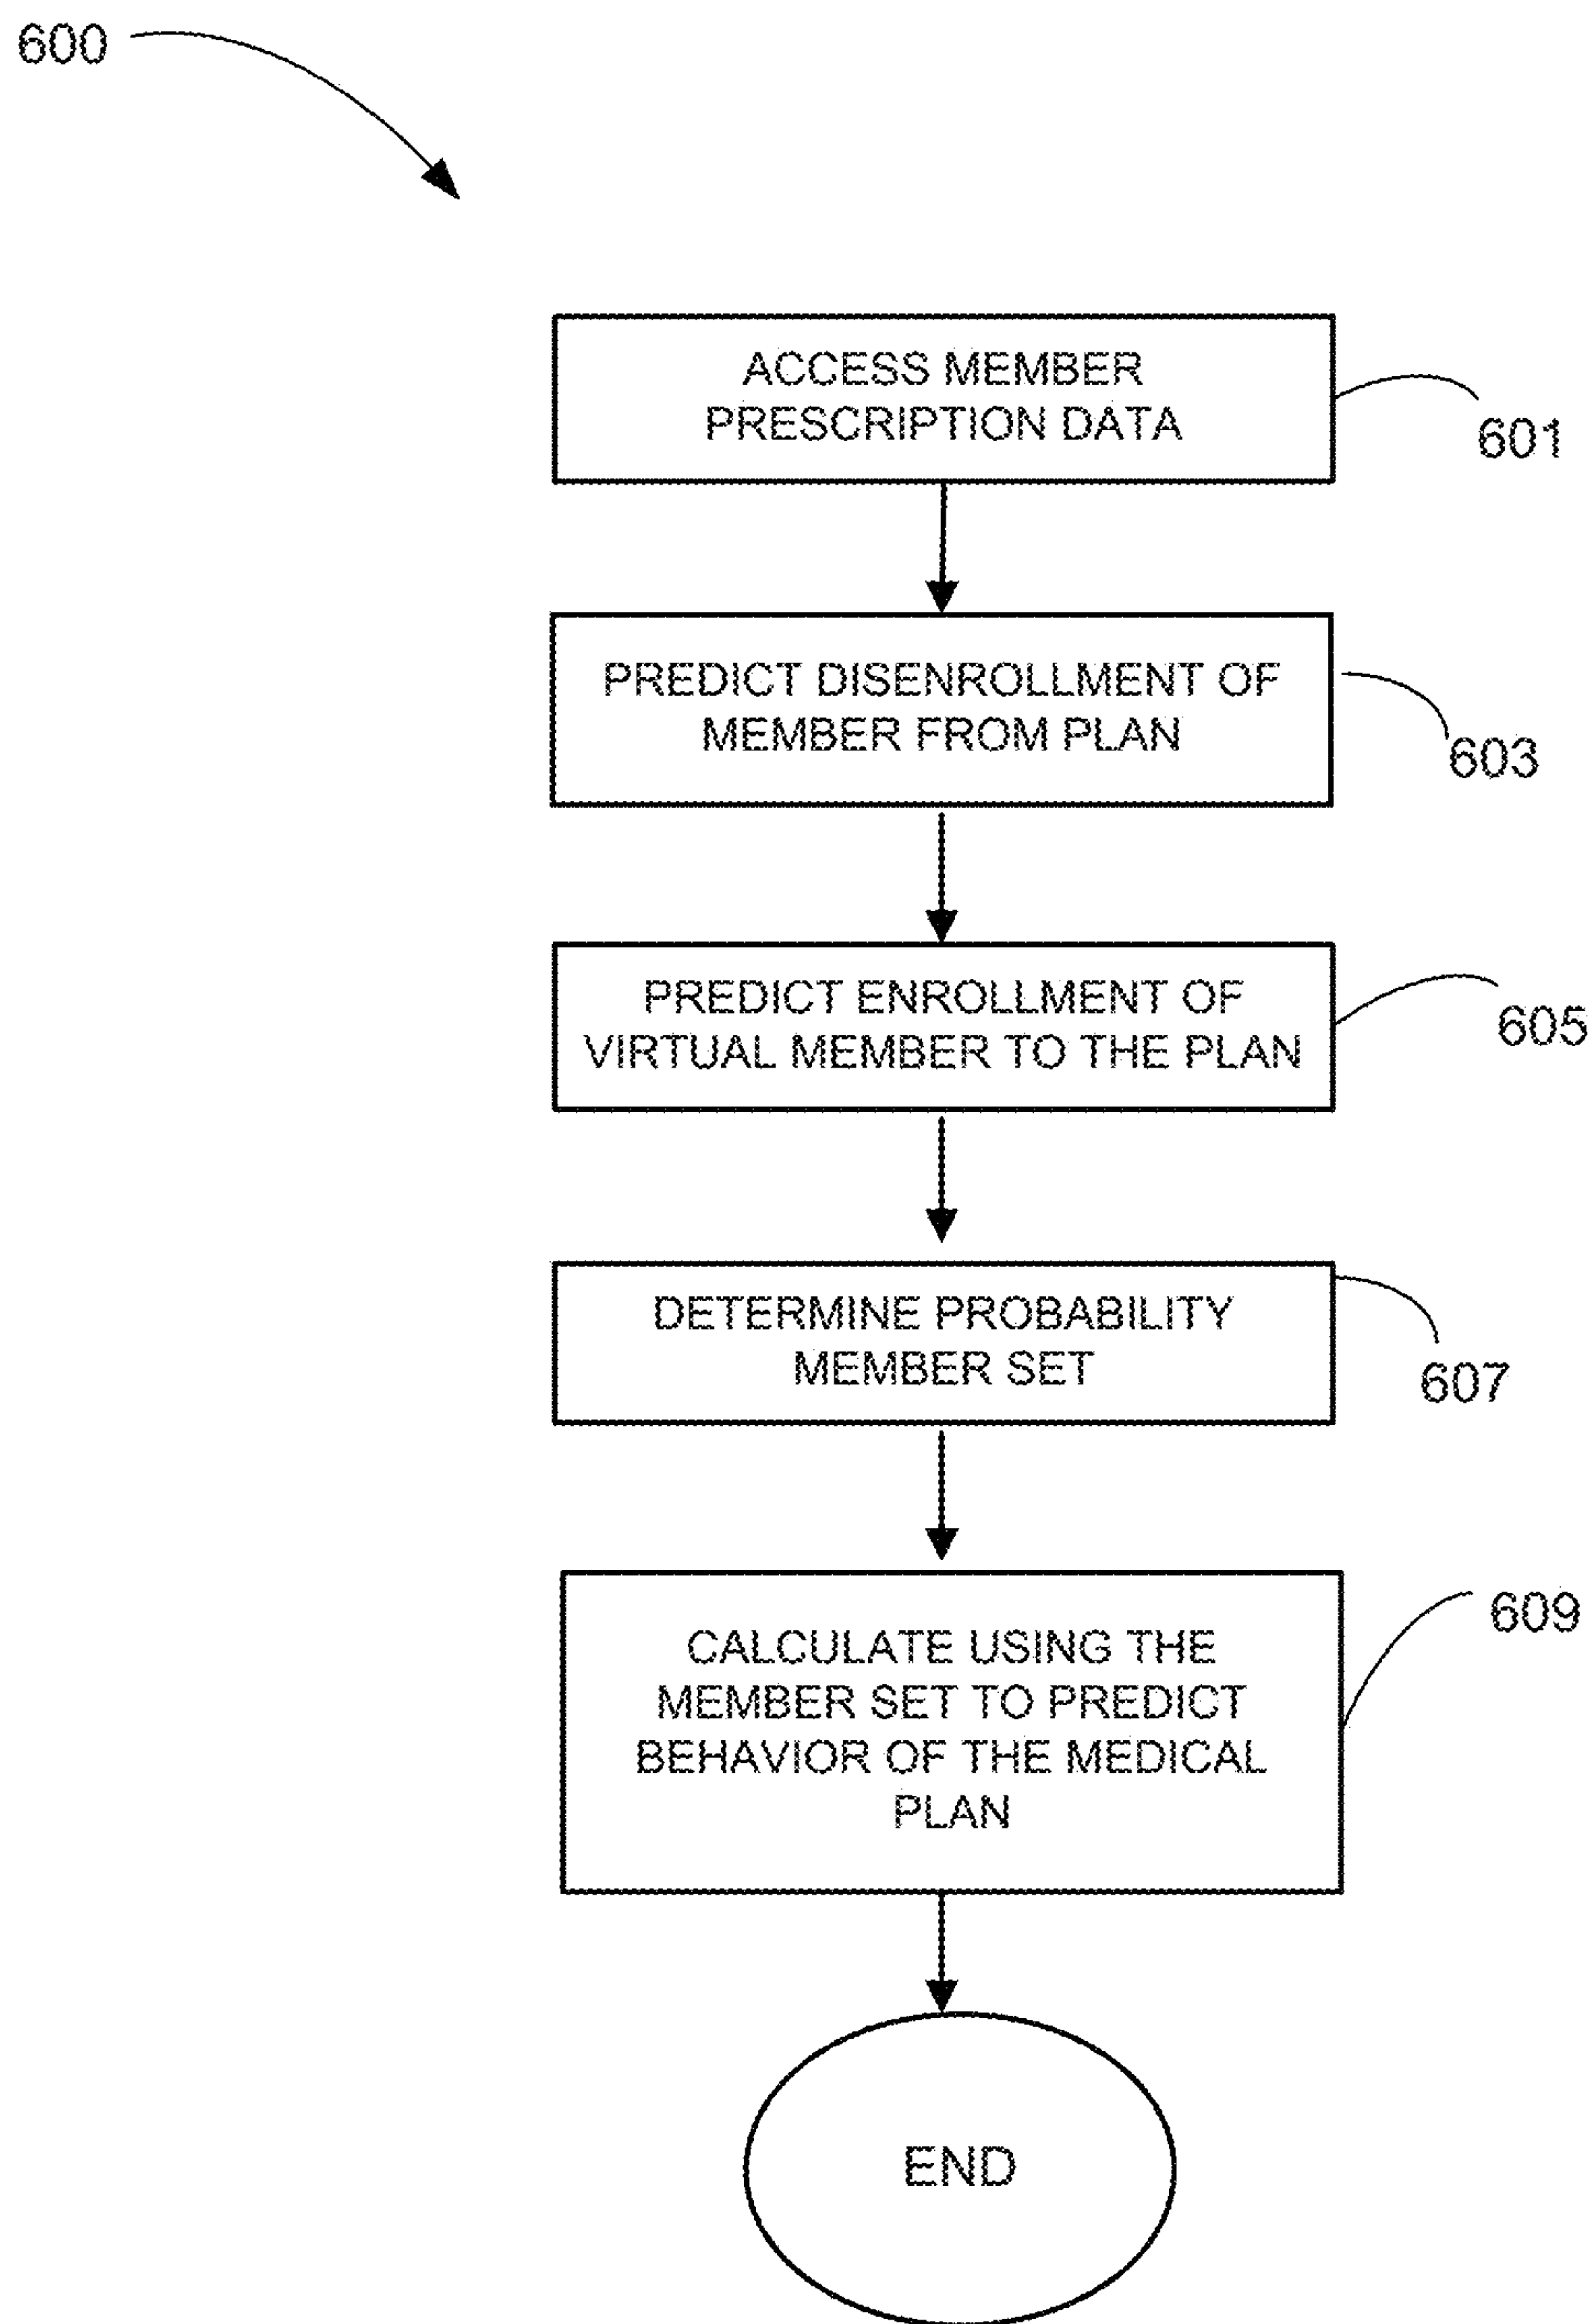 600
ACCESS MEMBER
PRESCRIPTION DATA
601
PREDICT DISENROLLMENT OF
MEMBER FROM PLAN
603
PREDICT ENROLLMENT OF
VIRTUAL MEMBER TO THE PLAN
605
DETERMINE PROBABILITY
MEMBER SET
607
CALCULATE USING THE
MEMBER SET TO PREDICT
BEHAVIOR OF THE MEDICAL
PLAN
609
END